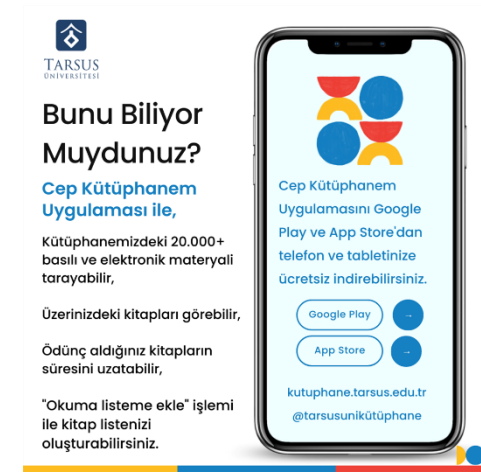 TARSUS
ÜNİVERSİTESİ
Bunu Biliyor
Muydunuz?
Cep Kütüphanem
Uygulaması ile,
Kütüphanemizdeki 20.000+
basılı ve elektronik materyali
tarayabilir,
Üzerinizdeki kitapları görebilir,
Ödünç aldığınız kitapların
süresini uzatabilir,
"Okuma listeme ekle" işlemi
ile kitap listenizi
oluşturabilirsiniz.
Cep Kütüphanem
Uygulamasını Google
Play ve App Store'dan
telefon ve tabletinize
ücretsiz indirebilirsiniz.
Google Play →
App Store →
kutuphane.tarsus.edu.tr
@tarsusunikütüphane